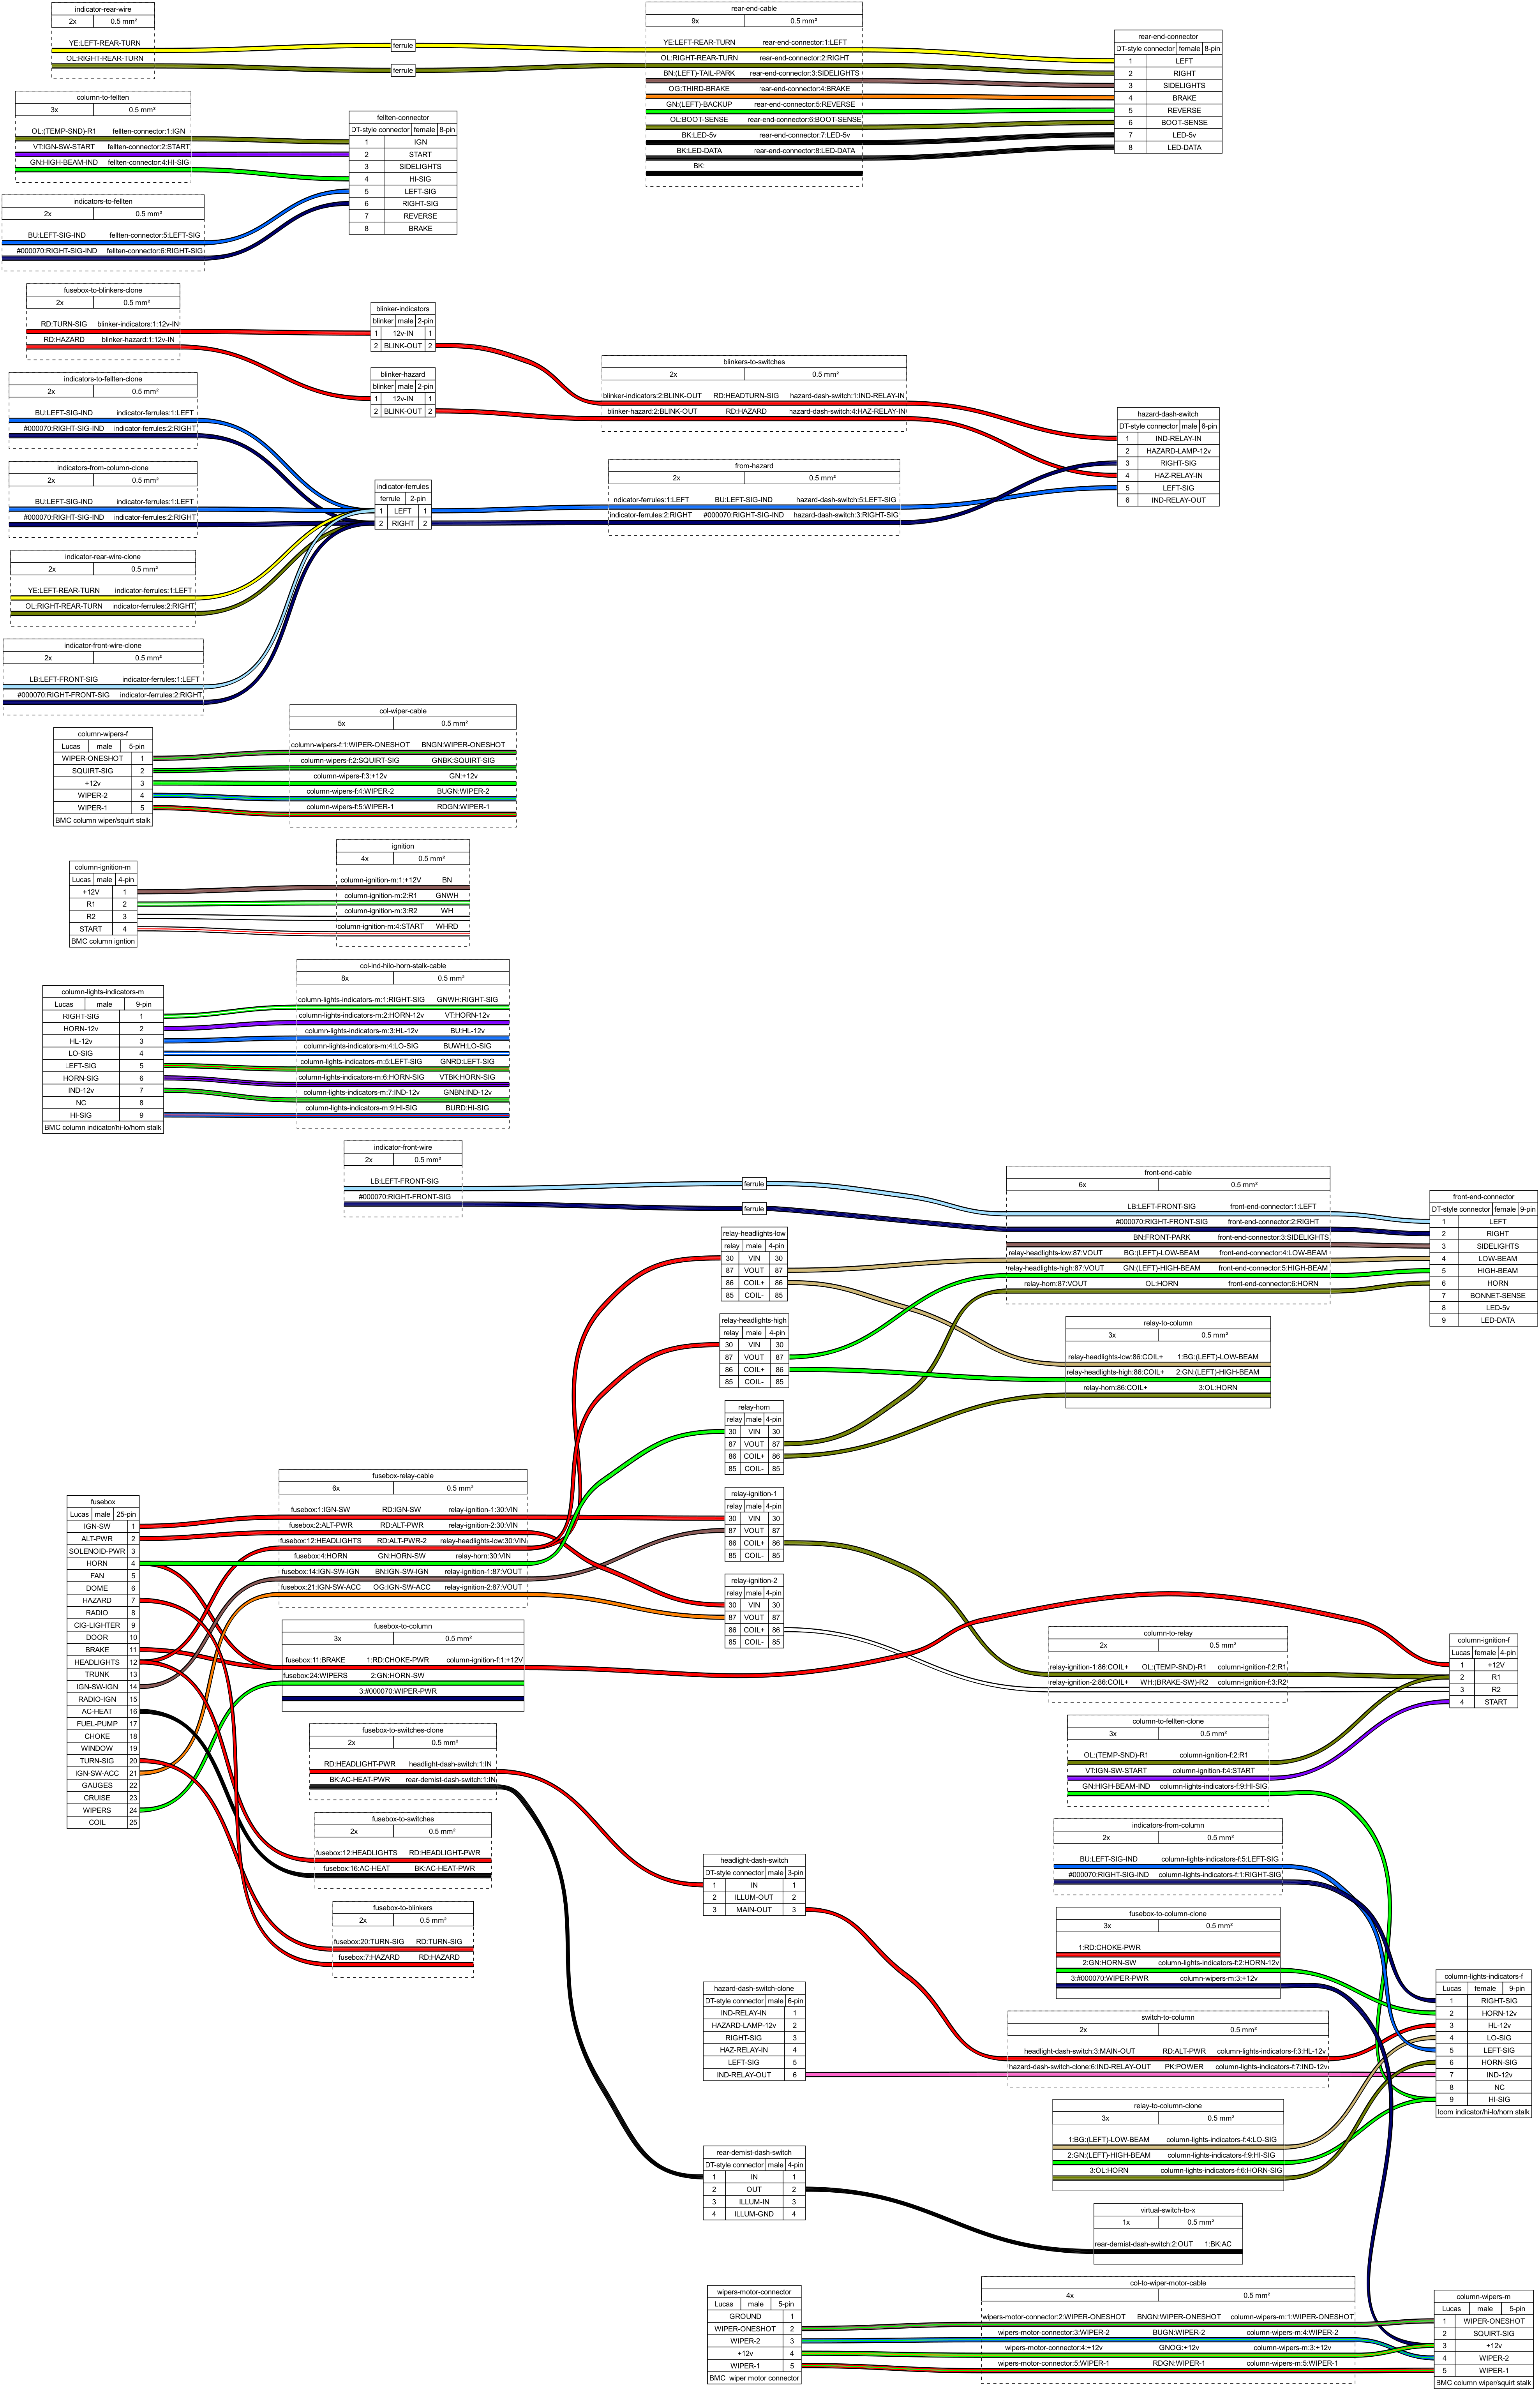 indicator-rear-wire
2x 0.5 mm²
YE:LEFT-REAR-TURN
OL:RIGHT-REAR-TURN
ferrule
ferrule
rear-end-cable
9x 0.5 mm²
YE:LEFT-REAR-TURN rear-end-connector:1:LEFT
OL:RIGHT-REAR-TURN rear-end-connector:2:RIGHT
BN:(LEFT)-TAIL-PARK rear-end-connector:3:SIDELIGHTS
OG:THIRD-BRAKE rear-end-connector:4:BRAKE
GN:(LEFT)-BACKUP rear-end-connector:5:REVERSE
OL:BOOT-SENSE rear-end-connector:6:BOOT-SENSE
BK:LED-5v rear-end-connector:7:LED-5v
BK:LED-DATA rear-end-connector:8:LED-DATA
BK:
rear-end-connector
DT-style connector female 8-pin
1 LEFT
2 RIGHT
3 SIDELIGHTS
4 BRAKE
5 REVERSE
6 BOOT-SENSE
7 LED-5v
8 LED-DATA
column-to-fellten
3x 0.5 mm²
OL:(TEMP-SND)-R1 fellten-connector:1:IGN
VT:IGN-SW-START fellten-connector:2:START
GN:HIGH-BEAM-IND fellten-connector:4:HI-SIG
fellten-connector
DT-style connector female 8-pin
1 IGN
2 START
3 SIDELIGHTS
4 HI-SIG
5 LEFT-SIG
6 RIGHT-SIG
7 REVERSE
8 BRAKE
indicators-to-fellten
2x 0.5 mm²
BU:LEFT-SIG-IND fellten-connector:5:LEFT-SIG
#000070:RIGHT-SIG-IND fellten-connector:6:RIGHT-SIG
fusebox-to-blinkers-clone
2x 0.5 mm²
RD:TURN-SIG blinker-indicators:1:12v-IN
RD:HAZARD blinker-hazard:1:12v-IN
blinker-indicators
blinker male 2-pin
1 12v-IN 1
2 BLINK-OUT 2
blinker-hazard
blinker male 2-pin
1 12v-IN 1
2 BLINK-OUT 2
blinkers-to-switches
2x 0.5 mm²
blinker-indicators:2:BLINK-OUT RD:HEADTURN-SIG hazard-dash-switch:1:IND-RELAY-IN
blinker-hazard:2:BLINK-OUT RD:HAZARD hazard-dash-switch:4:HAZ-RELAY-IN
hazard-dash-switch
DT-style connector male 6-pin
1 IND-RELAY-IN
2 HAZARD-LAMP-12v
3 RIGHT-SIG
4 HAZ-RELAY-IN
5 LEFT-SIG
6 IND-RELAY-OUT
indicators-to-fellten-clone
2x 0.5 mm²
BU:LEFT-SIG-IND indicator-ferrules:1:LEFT
#000070:RIGHT-SIG-IND indicator-ferrules:2:RIGHT
indicators-from-column-clone
2x 0.5 mm²
BU:LEFT-SIG-IND indicator-ferrules:1:LEFT
#000070:RIGHT-SIG-IND indicator-ferrules:2:RIGHT
indicator-ferrules
ferrule 2-pin
1 LEFT 1
2 RIGHT 2
from-hazard
2x 0.5 mm²
indicator-ferrules:1:LEFT BU:LEFT-SIG-IND hazard-dash-switch:5:LEFT-SIG
indicator-ferrules:2:RIGHT #000070:RIGHT-SIG-IND hazard-dash-switch:3:RIGHT-SIG
indicator-rear-wire-clone
2x 0.5 mm²
YE:LEFT-REAR-TURN indicator-ferrules:1:LEFT
OL:RIGHT-REAR-TURN indicator-ferrules:2:RIGHT
indicator-front-wire-clone
2x 0.5 mm²
LB:LEFT-FRONT-SIG indicator-ferrules:1:LEFT
#000070:RIGHT-FRONT-SIG indicator-ferrules:2:RIGHT
column-wipers-f
Lucas male 5-pin
WIPER-ONESHOT 1
SQUIRT-SIG 2
+12v 3
WIPER-2 4
WIPER-1 5
BMC column wiper/squirt stalk
col-wiper-cable
5x 0.5 mm²
column-wipers-f:1:WIPER-ONESHOT BNGN:WIPER-ONESHOT
column-wipers-f:2:SQUIRT-SIG GNBK:SQUIRT-SIG
column-wipers-f:3:+12v GN:+12v
column-wipers-f:4:WIPER-2 BUGN:WIPER-2
column-wipers-f:5:WIPER-1 RDGN:WIPER-1
column-ignition-m
Lucas male 4-pin
+12V 1
R1 2
R2 3
START 4
BMC column igntion
ignition
4x 0.5 mm²
column-ignition-m:1:+12V BN
column-ignition-m:2:R1 GNWH
column-ignition-m:3:R2 WH
column-ignition-m:4:START WHRD
column-lights-indicators-m
Lucas male 9-pin
RIGHT-SIG 1
HORN-12v 2
HL-12v 3
LO-SIG 4
LEFT-SIG 5
HORN-SIG 6
IND-12v 7
NC 8
HI-SIG 9
BMC column indicator/hi-lo/horn stalk
col-ind-hilo-horn-stalk-cable
8x 0.5 mm²
column-lights-indicators-m:1:RIGHT-SIG GNWH:RIGHT-SIG
column-lights-indicators-m:2:HORN-12v VT:HORN-12v
column-lights-indicators-m:3:HL-12v BU:HL-12v
column-lights-indicators-m:4:LO-SIG BUWH:LO-SIG
column-lights-indicators-m:5:LEFT-SIG GNRD:LEFT-SIG
column-lights-indicators-m:6:HORN-SIG VTBK:HORN-SIG
column-lights-indicators-m:7:IND-12v GNBN:IND-12v
column-lights-indicators-m:9:HI-SIG BURD:HI-SIG
indicator-front-wire
2x 0.5 mm²
LB:LEFT-FRONT-SIG
#000070:RIGHT-FRONT-SIG
ferrule
ferrule
front-end-cable
6x 0.5 mm²
LB:LEFT-FRONT-SIG front-end-connector:1:LEFT
#000070:RIGHT-FRONT-SIG front-end-connector:2:RIGHT
BN:FRONT-PARK front-end-connector:3:SIDELIGHTS
relay-headlights-low:87:VOUT BG:(LEFT)-LOW-BEAM front-end-connector:4:LOW-BEAM
relay-headlights-high:87:VOUT GN:(LEFT)-HIGH-BEAM front-end-connector:5:HIGH-BEAM
relay-horn:87:VOUT OL:HORN front-end-connector:6:HORN
front-end-connector
DT-style connector female 9-pin
1 LEFT
2 RIGHT
3 SIDELIGHTS
4 LOW-BEAM
5 HIGH-BEAM
6 HORN
7 BONNET-SENSE
8 LED-5v
9 LED-DATA
relay-headlights-low
relay male 4-pin
30 VIN 30
87 VOUT 87
86 COIL+ 86
85 COIL- 85
relay-headlights-high
relay male 4-pin
30 VIN 30
87 VOUT 87
86 COIL+ 86
85 COIL- 85
relay-to-column
3x 0.5 mm²
relay-headlights-low:86:COIL+ 1:BG:(LEFT)-LOW-BEAM
relay-headlights-high:86:COIL+ 2:GN:(LEFT)-HIGH-BEAM
relay-horn:86:COIL+ 3:OL:HORN
relay-horn
relay male 4-pin
30 VIN 30
87 VOUT 87
86 COIL+ 86
85 COIL- 85
relay-ignition-1
relay male 4-pin
30 VIN 30
87 VOUT 87
86 COIL+ 86
85 COIL- 85
relay-ignition-2
relay male 4-pin
30 VIN 30
87 VOUT 87
86 COIL+ 86
85 COIL- 85
fusebox
Lucas male 25-pin
IGN-SW 1
ALT-PWR 2
SOLENOID-PWR 3
HORN 4
FAN 5
DOME 6
HAZARD 7
RADIO 8
CIG-LIGHTER 9
DOOR 10
BRAKE 11
HEADLIGHTS 12
TRUNK 13
IGN-SW-IGN 14
RADIO-IGN 15
AC-HEAT 16
FUEL-PUMP 17
CHOKE 18
WINDOW 19
TURN-SIG 20
IGN-SW-ACC 21
GAUGES 22
CRUISE 23
WIPERS 24
COIL 25
fusebox-relay-cable
6x 0.5 mm²
fusebox:1:IGN-SW RD:IGN-SW relay-ignition-1:30:VIN
fusebox:2:ALT-PWR RD:ALT-PWR relay-ignition-2:30:VIN
fusebox:12:HEADLIGHTS RD:ALT-PWR-2 relay-headlights-low:30:VIN
fusebox:4:HORN GN:HORN-SW relay-horn:30:VIN
fusebox:14:IGN-SW-IGN BN:IGN-SW-IGN relay-ignition-1:87:VOUT
fusebox:21:IGN-SW-ACC OG:IGN-SW-ACC relay-ignition-2:87:VOUT
fusebox-to-column
3x 0.5 mm²
fusebox:11:BRAKE 1:RD:CHOKE-PWR column-ignition-f:1:+12V
fusebox:24:WIPERS 2:GN:HORN-SW
3:#000070:WIPER-PWR
fusebox-to-switches-clone
2x 0.5 mm²
RD:HEADLIGHT-PWR headlight-dash-switch:1:IN
BK:AC-HEAT-PWR rear-demist-dash-switch:1:IN
fusebox-to-switches
2x 0.5 mm²
fusebox:12:HEADLIGHTS RD:HEADLIGHT-PWR
fusebox:16:AC-HEAT BK:AC-HEAT-PWR
fusebox-to-blinkers
2x 0.5 mm²
fusebox:20:TURN-SIG RD:TURN-SIG
fusebox:7:HAZARD RD:HAZARD
column-to-relay
2x 0.5 mm²
relay-ignition-1:86:COIL+ OL:(TEMP-SND)-R1 column-ignition-f:2:R1
relay-ignition-2:86:COIL+ WH:(BRAKE-SW)-R2 column-ignition-f:3:R2
column-ignition-f
Lucas female 4-pin
1 +12V
2 R1
3 R2
4 START
column-to-fellten-clone
3x 0.5 mm²
OL:(TEMP-SND)-R1 column-ignition-f:2:R1
VT:IGN-SW-START column-ignition-f:4:START
GN:HIGH-BEAM-IND column-lights-indicators-f:9:HI-SIG
indicators-from-column
2x 0.5 mm²
BU:LEFT-SIG-IND column-lights-indicators-f:5:LEFT-SIG
#000070:RIGHT-SIG-IND column-lights-indicators-f:1:RIGHT-SIG
headlight-dash-switch
DT-style connector male 3-pin
1 IN 1
2 ILLUM-OUT 2
3 MAIN-OUT 3
fusebox-to-column-clone
3x 0.5 mm²
1:RD:CHOKE-PWR
2:GN:HORN-SW column-lights-indicators-f:2:HORN-12v
3:#000070:WIPER-PWR column-wipers-m:3:+12v
hazard-dash-switch-clone
DT-style connector male 6-pin
IND-RELAY-IN 1
HAZARD-LAMP-12v 2
RIGHT-SIG 3
HAZ-RELAY-IN 4
LEFT-SIG 5
IND-RELAY-OUT 6
switch-to-column
2x 0.5 mm²
headlight-dash-switch:3:MAIN-OUT RD:ALT-PWR column-lights-indicators-f:3:HL-12v
hazard-dash-switch-clone:6:IND-RELAY-OUT PK:POWER column-lights-indicators-f:7:IND-12v
column-lights-indicators-f
Lucas female 9-pin
1 RIGHT-SIG
2 HORN-12v
3 HL-12v
4 LO-SIG
5 LEFT-SIG
6 HORN-SIG
7 IND-12v
8 NC
9 HI-SIG
loom indicator/hi-lo/horn stalk
relay-to-column-clone
3x 0.5 mm²
1:BG:(LEFT)-LOW-BEAM column-lights-indicators-f:4:LO-SIG
2:GN:(LEFT)-HIGH-BEAM column-lights-indicators-f:9:HI-SIG
3:OL:HORN column-lights-indicators-f:6:HORN-SIG
rear-demist-dash-switch
DT-style connector male 4-pin
1 IN 1
2 OUT 2
3 ILLUM-IN 3
4 ILLUM-GND 4
virtual-switch-to-x
1x 0.5 mm²
rear-demist-dash-switch:2:OUT 1:BK:AC
wipers-motor-connector
Lucas male 5-pin
GROUND 1
WIPER-ONESHOT 2
WIPER-2 3
+12v 4
WIPER-1 5
BMC wiper motor connector
col-to-wiper-motor-cable
4x 0.5 mm²
wipers-motor-connector:2:WIPER-ONESHOT BNGN:WIPER-ONESHOT column-wipers-m:1:WIPER-ONESHOT
wipers-motor-connector:3:WIPER-2 BUGN:WIPER-2 column-wipers-m:4:WIPER-2
wipers-motor-connector:4:+12v GNOG:+12v column-wipers-m:3:+12v
wipers-motor-connector:5:WIPER-1 RDGN:WIPER-1 column-wipers-m:5:WIPER-1
column-wipers-m
Lucas male 5-pin
1 WIPER-ONESHOT
2 SQUIRT-SIG
3 +12v
4 WIPER-2
5 WIPER-1
BMC column wiper/squirt stalk